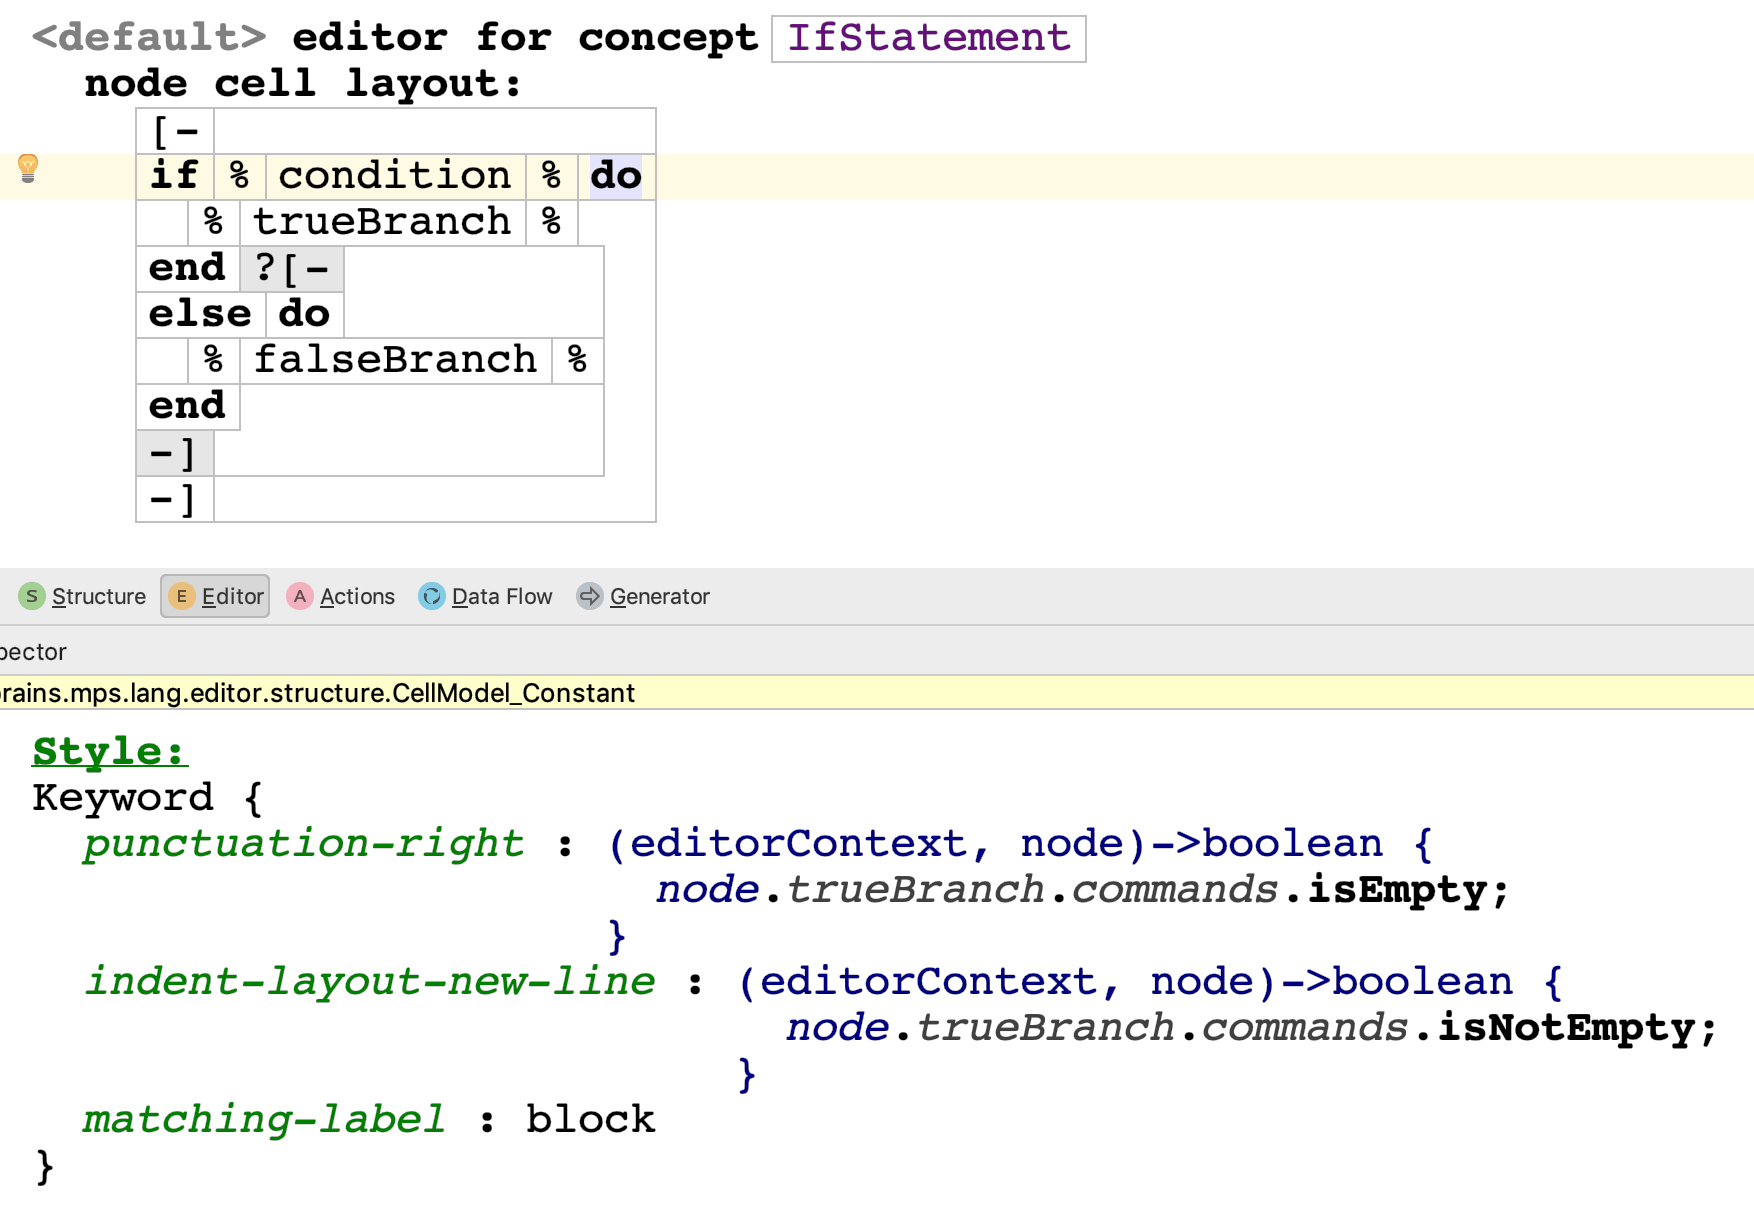 <default> editor for concept IfStatement
node cell layout:
[-
if % condition % do
% trueBranch %
end ?[-
else do
% falseBranch %
end
-]
-]
S Structure E Editor A Actions Data Flow Generator
pector
rains.mps.lang.editor.structure.CellModel_Constant
Style:
Keyword {
punctuation-right : (editorContext, node)->boolean {
node.trueBranch.commands.isEmpty;
}
indent-layout-new-line : (editorContext, node)->boolean {
node.trueBranch.commands.isNotEmpty;
}
matching-label : block
}